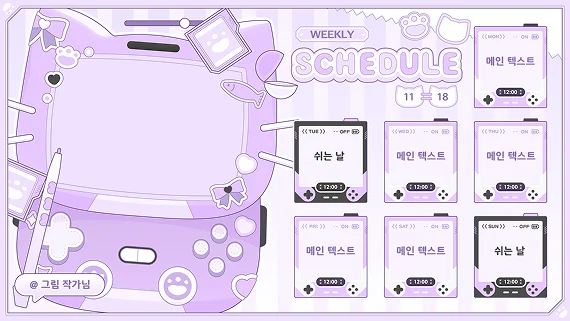 WEEKLY
SCHEDULE
11 18
(MON) ON
메인 텍스트
12:00
(TUE) OFF
쉬는 날
12:00
(WED) ON
메인 텍스트
12:00
(THU) ON
메인 텍스트
12:00
(FRI) ON
메인 텍스트
12:00
(SAT) ON
메인 텍스트
12:00
(SUN) OFF
쉬는 날
12:00
@ 그림 작가님